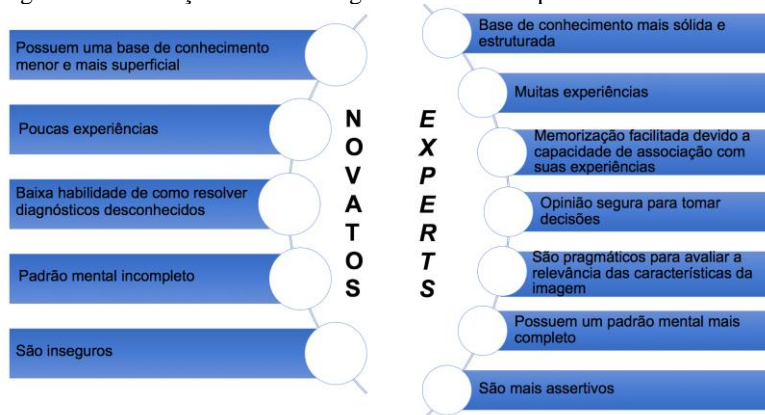 Possuem uma base de conhecimento
menor e mais superficial
Poucas experiências
Baixa habilidade de como resolver
diagnósticos desconhecidos
Padrão mental incompleto
São inseguros
NOVATOS
EXPERTS
Base de conhecimento mais sólida e
estruturada
Muitas experiências
Memorização facilitada devido a
capacidade de associação com
suas experiências
Opinião segura para tomar
decisões
São pragmáticos para avaliar a
relevância das características da
imagem
Possuem um padrão mental mais
completo
São mais assertivos